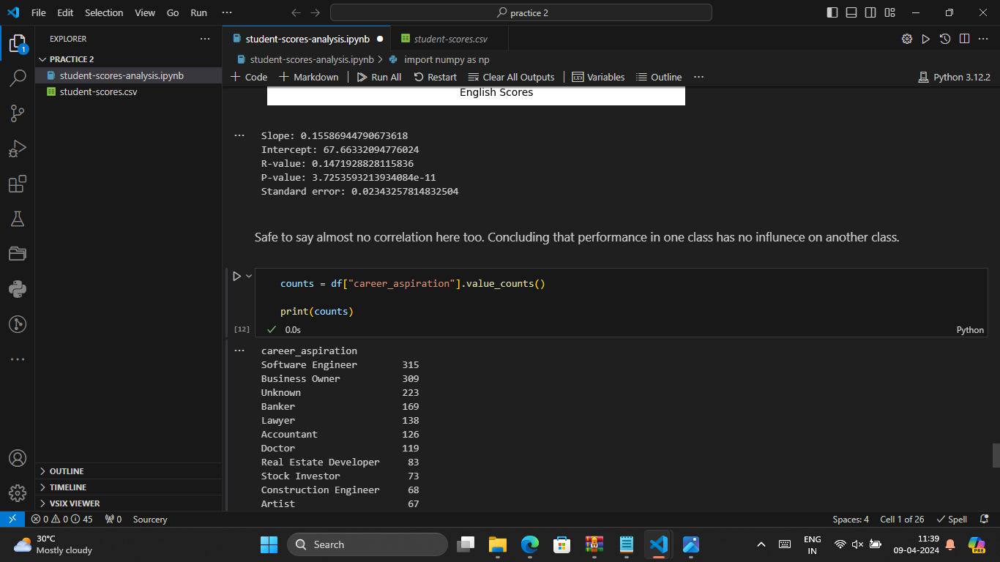 File Edit Selection View Go Run ···
practice 2
EXPLORER ···
PRACTICE 2
student-scores-analysis.ipynb
student-scores.csv
OUTLINE
TIMELINE
VSIX VIEWER
1
student-scores-analysis.ipynb
student-scores.csv
student-scores-analysis.ipynb > import numpy as np
+ Code + Markdown Run All Restart Clear All Outputs Variables Outline ··· Python 3.12.2
English Scores
Slope: 0.15586944790673618
Intercept: 67.66332094776024
R-value: 0.1471928828115836
P-value: 3.7253593213934084e-11
Standard error: 0.02343257814832504
Safe to say almost no correlation here too. Concluding that performance in one class has no influnece on another class.
counts = df["career_aspiration"].value_counts()
print(counts)
[12] 0.0s Python
career_aspiration
Software Engineer 315
Business Owner 309
Unknown 223
Banker 169
Lawyer 138
Accountant 126
Doctor 119
Real Estate Developer 83
Stock Investor 73
Construction Engineer 68
Artist 67
0 0 45 0 Sourcery Spaces: 4 Cell 1 of 26 Spell
30°C
Mostly cloudy
Search
ENG
IN
11:39
09-04-2024
PRE